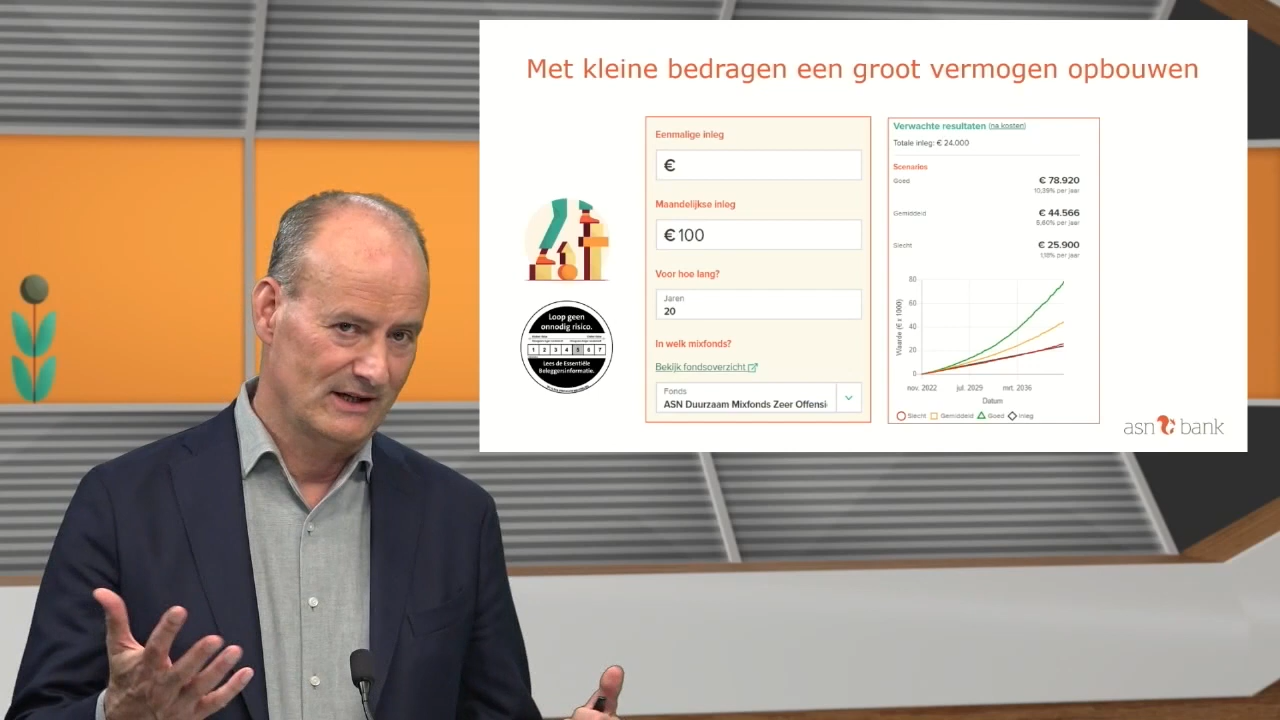 Met kleine bedragen een groot vermogen opbouwen
Eenmalige inleg
€
Maandelijkse inleg
€ 100
Voor hoe lang?
Jaren
20
In welk mixfonds?
Bekijk fondsoverzicht
Fonds
ASN Duurzaam Mixfonds Zeer Offensi
Loop geen
onnodig risico.
1 2 3 4 5 6 7
Lees de Essentiële
Beleggersinformatie.
Verwachte resultaten (na kosten)
Totale inleg: € 24.000
Scenarios
Goed
€ 78.920
10,39% per jaar
Gemiddeld
€ 44.566
5,60% per jaar
Slecht
€ 25.900
1,18% per jaar
Waarde (€ x 1000)
80
60
40
20
0
nov. 2022 jul. 2029 mrt. 2036
Datum
Slecht Gemiddeld Goed Inleg
asn bank